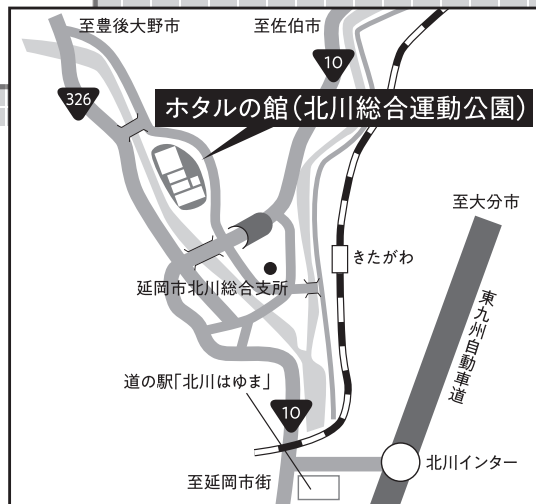 至豊後大野市
至佐伯市
10
326
ホタルの館（北川総合運動公園）
至大分市
きたがわ
延岡市北川総合支所
東九州自動車道
道の駅「北川はゆま」
10
北川インター
至延岡市街